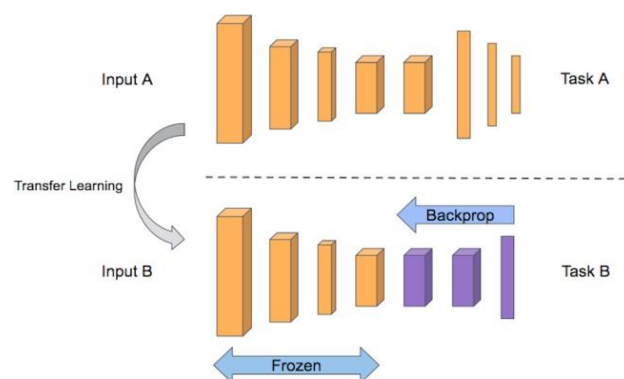 Input A
Task A
Transfer Learning
Backprop
Input B
Task B
Frozen